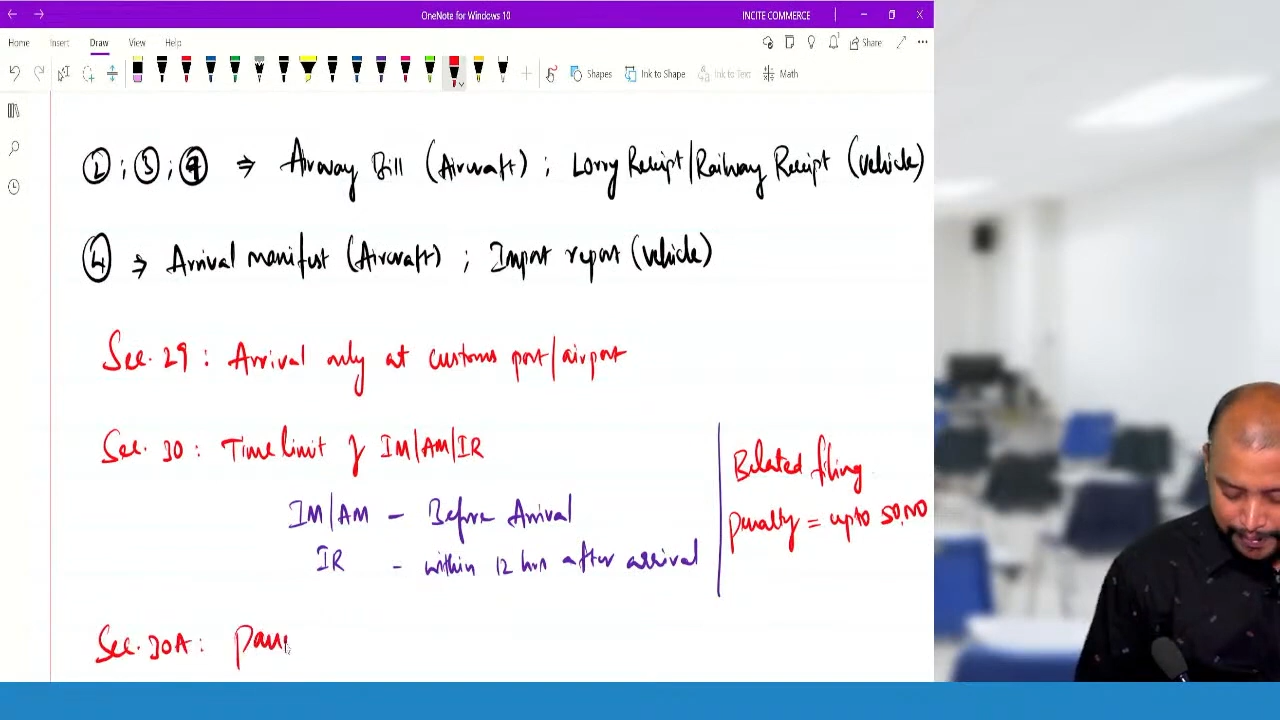 OneNote for Windows 10
INCITE COMMERCE
Home Insert Draw View Help
Share
Shapes Ink to Shape Ink to Text Math
② ; ③ ; ⇒ Airway Bill (Aircraft) ; Lorry Receipt/Railway Receipt (vehicle)
④ ⇒ Arrival manifest (Aircraft) ; Import report (vehicle)
Sec. 29 : Arrival only at customs port/airport
Sec. 30 : Time limit of IM/AM/IR
IM/AM – Before Arrival
IR – within 12 hrs after arrival
Belated filing
penalty = upto 50,000
Sec. 30A :